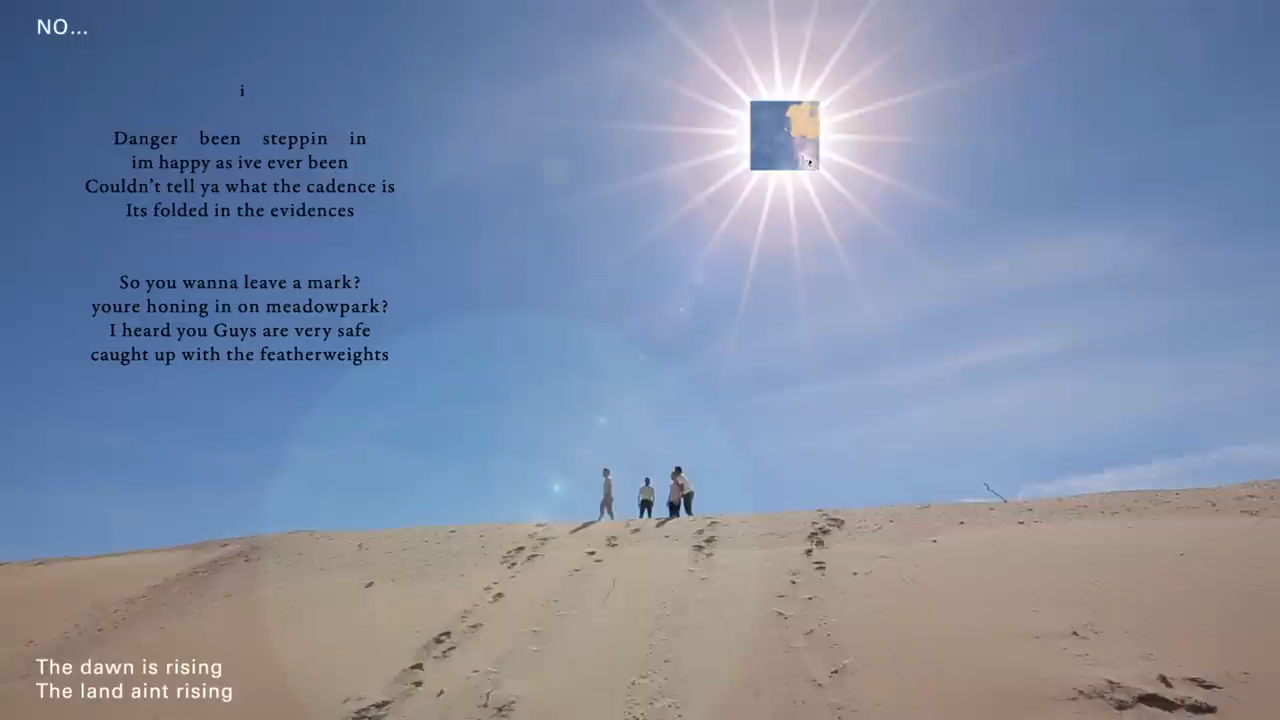 NO...
i
Danger been steppin in
im happy as ive ever been
Couldn't tell ya what the cadence is
Its folded in the evidences
So you wanna leave a mark?
youre honing in on meadowpark?
I heard you Guys are very safe
caught up with the featherweights
The dawn is rising
The land aint rising